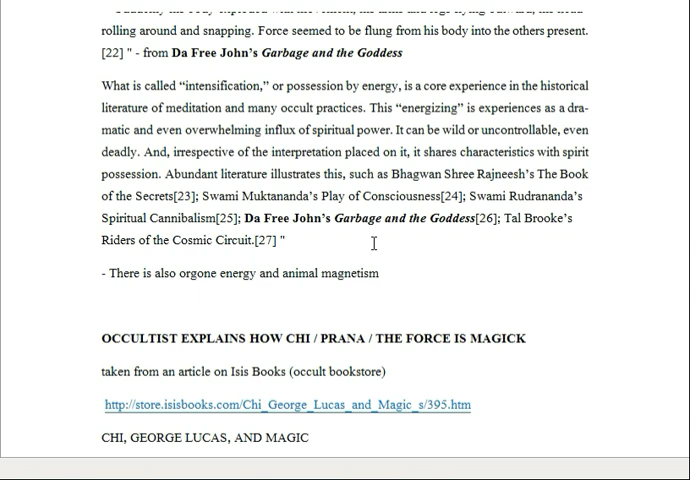 rolling around and snapping. Force seemed to be flung from his body into the others present.
[22] " - from Da Free John's Garbage and the Goddess
What is called “intensification,” or possession by energy, is a core experience in the historical
literature of meditation and many occult practices. This “energizing” is experiences as a dra-
matic and even overwhelming influx of spiritual power. It can be wild or uncontrollable, even
deadly. And, irrespective of the interpretation placed on it, it shares characteristics with spirit
possession. Abundant literature illustrates this, such as Bhagwan Shree Rajneesh’s The Book
of the Secrets[23]; Swami Muktananda’s Play of Consciousness[24]; Swami Rudrananda’s
Spiritual Cannibalism[25]; Da Free John’s Garbage and the Goddess[26]; Tal Brooke’s
Riders of the Cosmic Circuit.[27] "
- There is also orgone energy and animal magnetism
OCCULTIST EXPLAINS HOW CHI / PRANA / THE FORCE IS MAGICK
taken from an article on Isis Books (occult bookstore)
http://store.isisbooks.com/Chi_George_Lucas_and_Magic_s/395.htm
CHI, GEORGE LUCAS, AND MAGIC